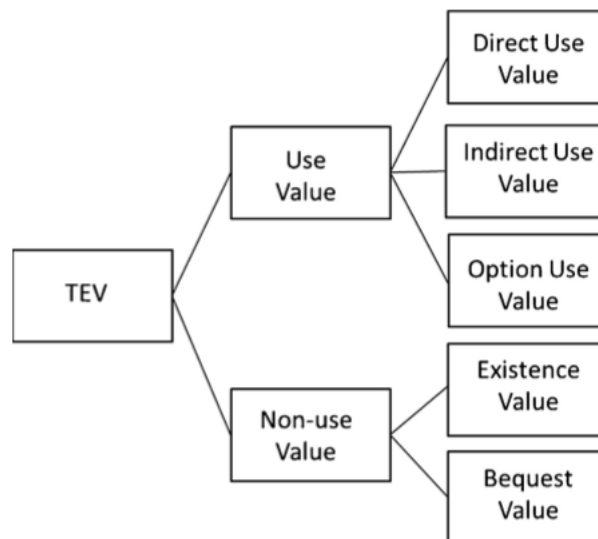 TEV
Use
Value
Non-use
Value
Direct Use
Value
Indirect Use
Value
Option Use
Value
Existence
Value
Bequest
Value